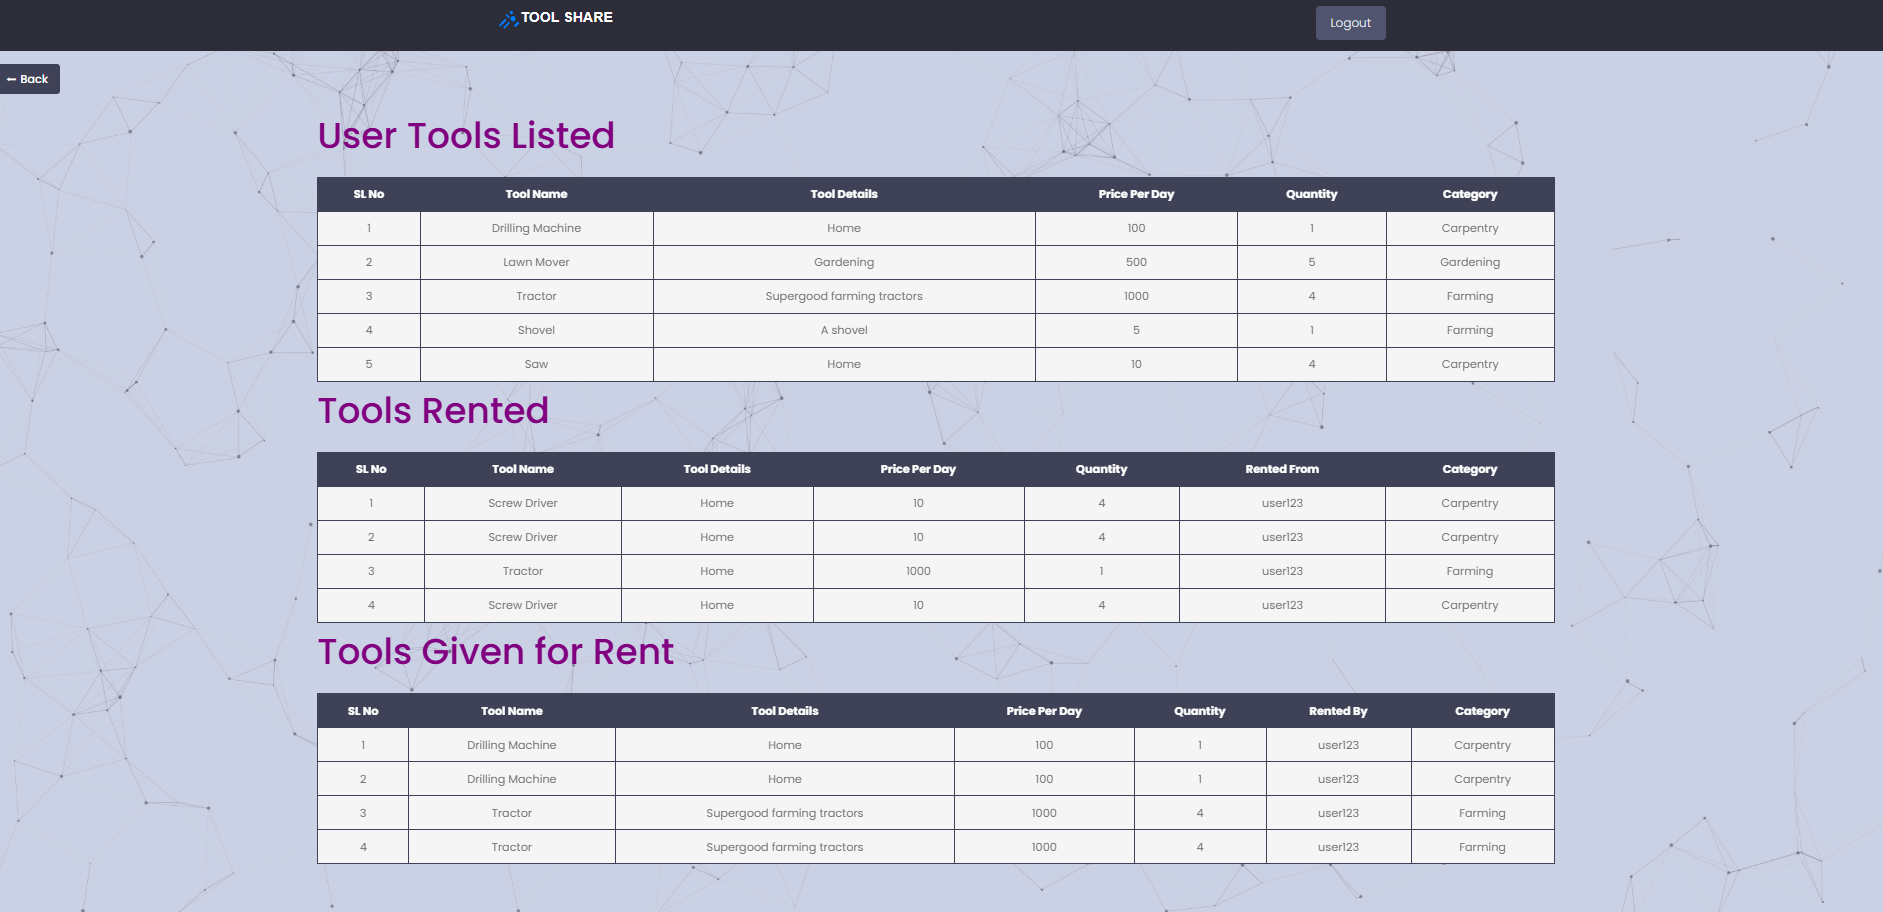 TOOL SHARE
Logout
← Back
User Tools Listed
SL No Tool Name Tool Details Price Per Day Quantity Category
1 Drilling Machine Home 100 1 Carpentry
2 Lawn Mover Gardening 500 5 Gardening
3 Tractor Supergood farming tractors 1000 4 Farming
4 Shovel A shovel 5 1 Farming
5 Saw Home 10 4 Carpentry
Tools Rented
SL No Tool Name Tool Details Price Per Day Quantity Rented From Category
1 Screw Driver Home 10 4 user123 Carpentry
2 Screw Driver Home 10 4 user123 Carpentry
3 Tractor Home 1000 1 user123 Farming
4 Screw Driver Home 10 4 user123 Carpentry
Tools Given for Rent
SL No Tool Name Tool Details Price Per Day Quantity Rented By Category
1 Drilling Machine Home 100 1 user123 Carpentry
2 Drilling Machine Home 100 1 user123 Carpentry
3 Tractor Supergood farming tractors 1000 4 user123 Farming
4 Tractor Supergood farming tractors 1000 4 user123 Farming